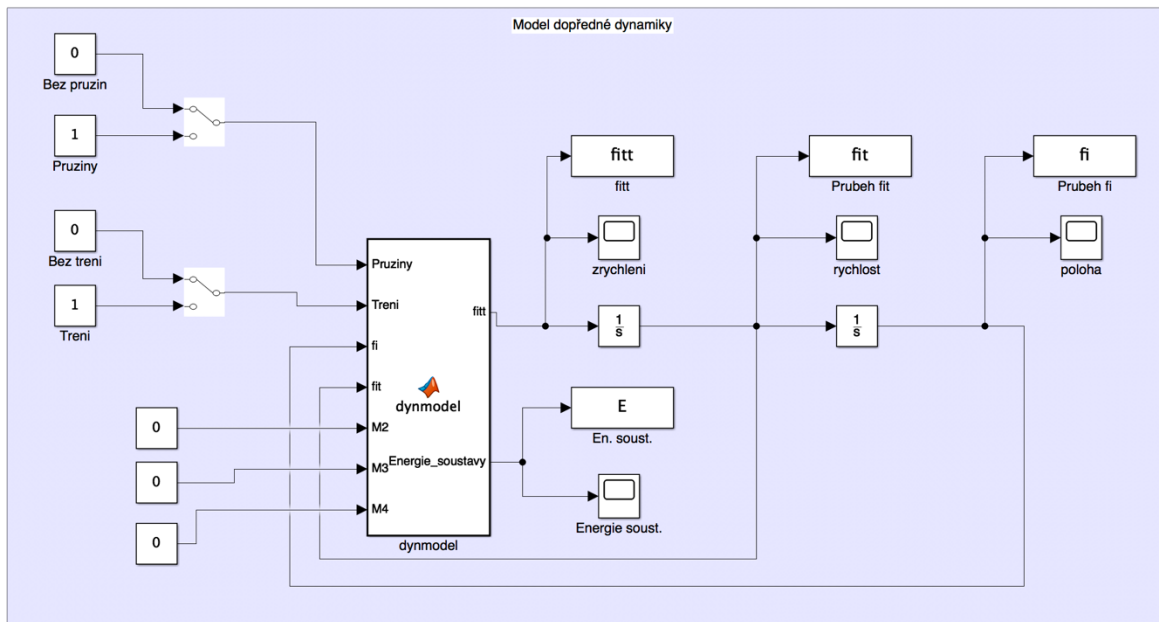 Model dopředné dynamiky
0
Bez pruzin
1
Pruziny
0
Bez treni
1
Treni
0
0
0
Pruziny
Treni
fi
fit
M2
M3
M4
dynmodel
fitt
Energie_soustavy
dynmodel
fitt
fitt
zrychleni
1
s
E
En. soust.
Energie soust.
fit
Prubeh fit
rychlost
1
s
fi
Prubeh fi
poloha